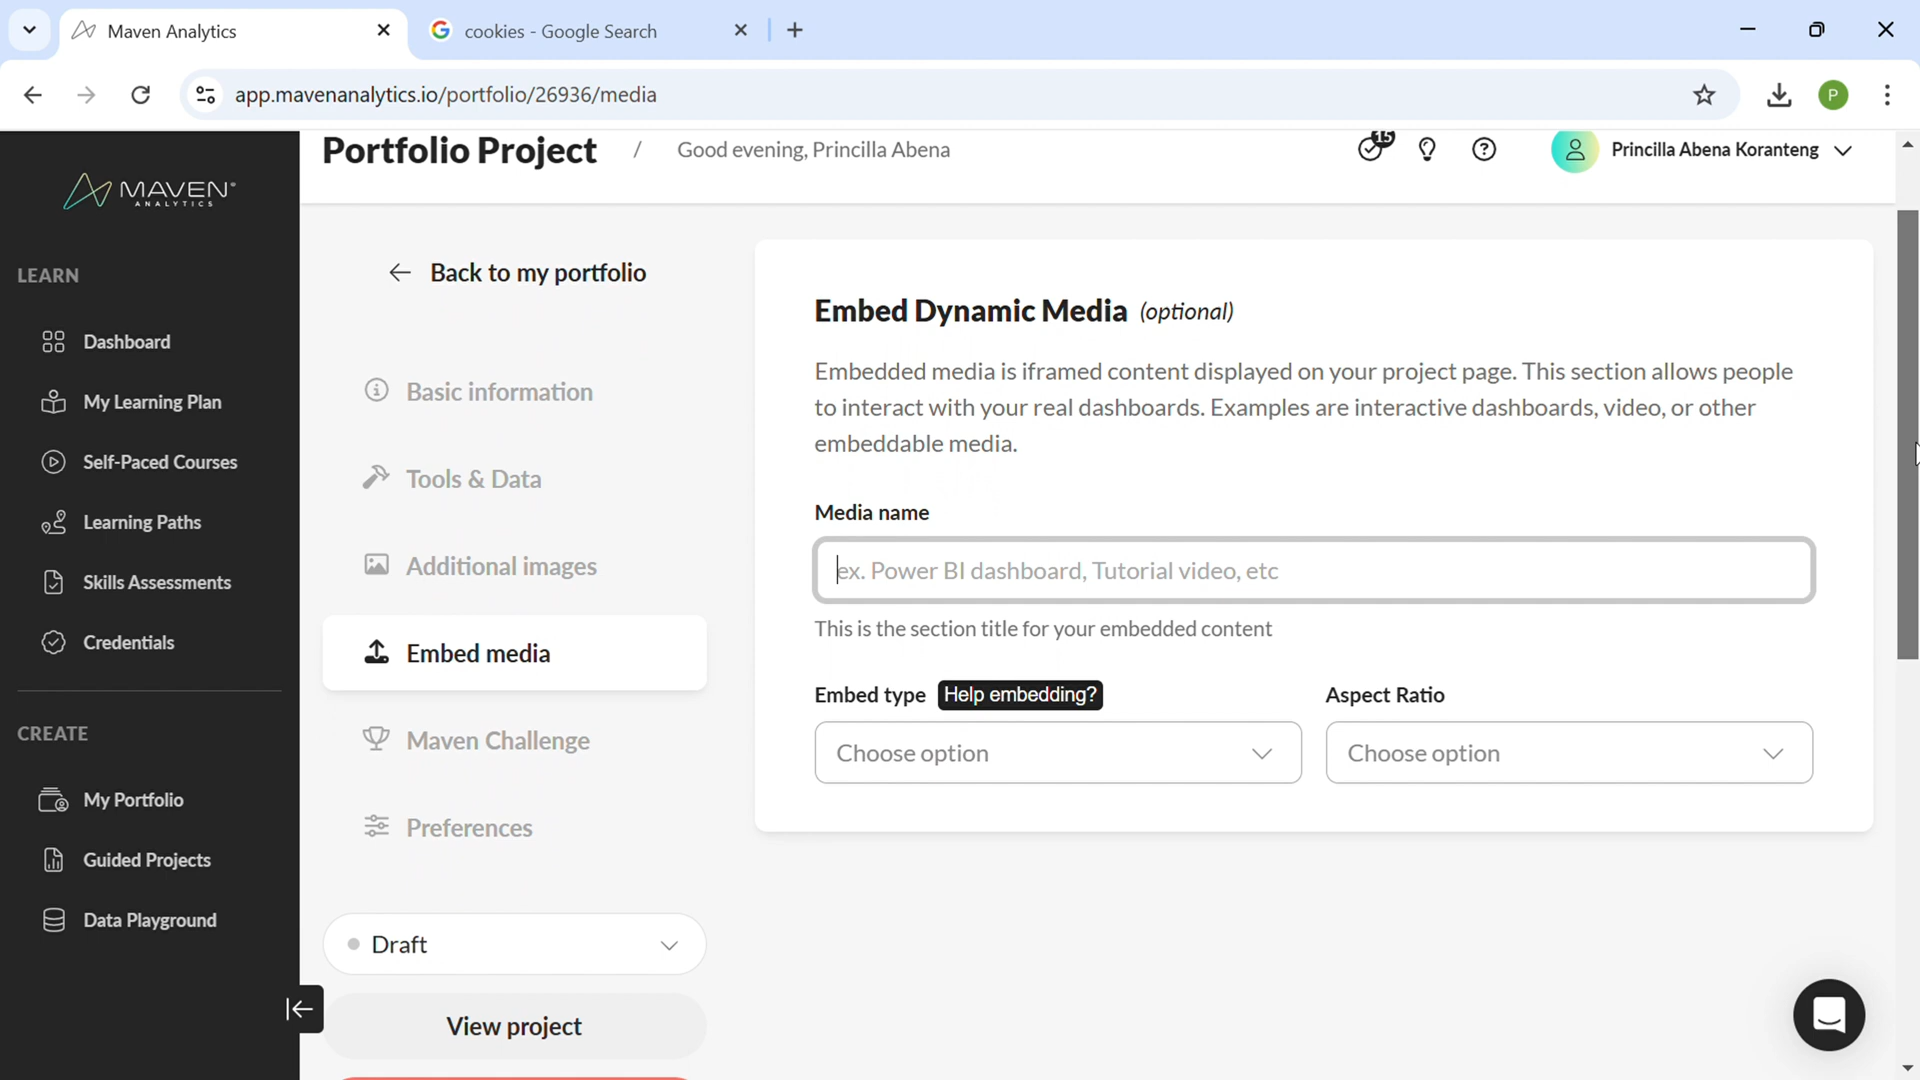 Maven Analytics
cookies - Google Search
app.mavenanalytics.io/portfolio/26936/media
P
MAVEN
ANALYTICS
LEARN
Dashboard
My Learning Plan
Self-Paced Courses
Learning Paths
Skills Assessments
Credentials
CREATE
My Portfolio
Guided Projects
Data Playground
Portfolio Project / Good evening, Princilla Abena
15
Princilla Abena Koranteng
Back to my portfolio
Basic information
Tools & Data
Additional images
Embed media
Maven Challenge
Preferences
Draft
View project
Embed Dynamic Media (optional)
Embedded media is iframed content displayed on your project page. This section allows people
to interact with your real dashboards. Examples are interactive dashboards, video, or other
embeddable media.
Media name
ex. Power BI dashboard, Tutorial video, etc
This is the section title for your embedded content
Embed type Help embedding?
Choose option
Aspect Ratio
Choose option